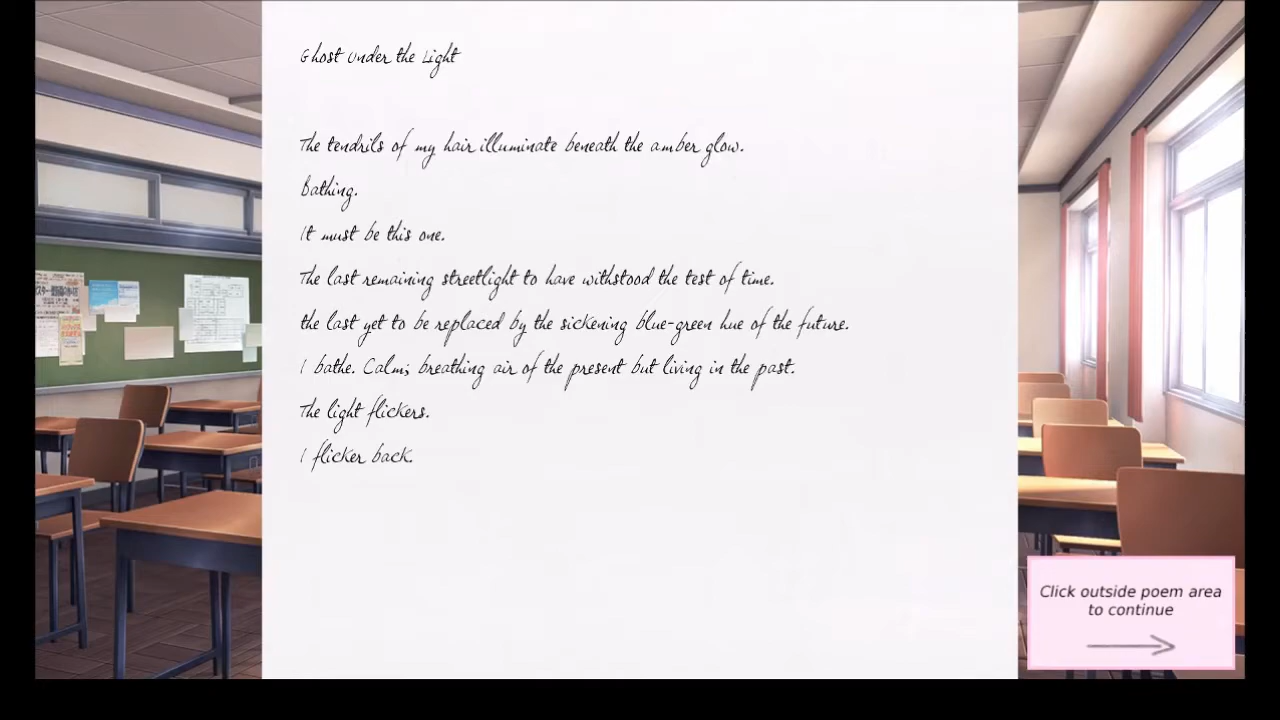 Ghost Under the Light
The tendrils of my hair illuminate beneath the amber glow.
Bathing.
It must be this one.
The last remaining streetlight to have withstood the test of time.
the last yet to be replaced by the sickening blue-green hue of the future.
I bathe. Calm; breathing air of the present but living in the past.
The light flickers.
I flicker back.
Click outside poem area
to continue